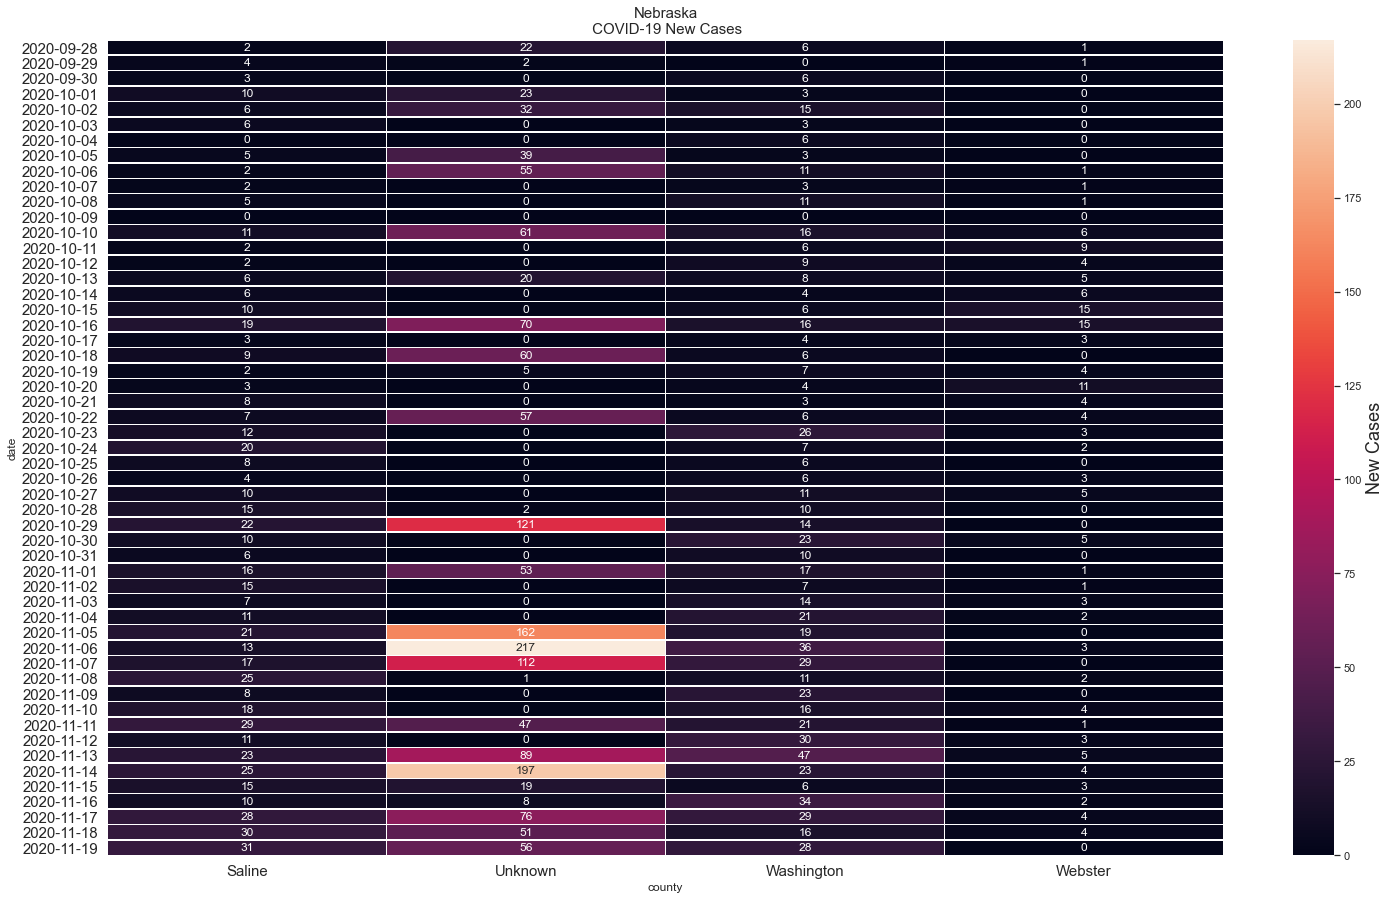 Nebraska
COVID-19 New Cases
2020-09-28 2 22 6 1
2020-09-29 4 2 0 1
2020-09-30 3 0 6 0
2020-10-01 10 23 3 0
2020-10-02 6 32 15 0
2020-10-03 6 0 3 0
2020-10-04 0 0 6 0
2020-10-05 5 39 3 0
2020-10-06 2 55 11 1
2020-10-07 2 0 3 1
2020-10-08 5 0 11 1
2020-10-09 0 0 0 0
2020-10-10 11 61 16 6
2020-10-11 2 0 6 9
2020-10-12 2 0 9 4
2020-10-13 6 20 8 5
2020-10-14 6 0 4 6
2020-10-15 10 0 6 15
2020-10-16 19 70 16 15
2020-10-17 3 0 4 3
2020-10-18 9 60 6 0
2020-10-19 2 5 7 4
2020-10-20 3 0 4 11
2020-10-21 8 0 3 4
2020-10-22 7 57 6 4
2020-10-23 12 0 26 3
2020-10-24 20 0 7 2
2020-10-25 8 0 6 0
2020-10-26 4 0 6 3
2020-10-27 10 0 11 5
2020-10-28 15 2 10 0
2020-10-29 22 121 14 0
2020-10-30 10 0 23 5
2020-10-31 6 0 10 0
2020-11-01 16 53 17 1
2020-11-02 15 0 7 1
2020-11-03 7 0 14 3
2020-11-04 11 0 21 2
2020-11-05 21 162 19 0
2020-11-06 13 217 36 3
2020-11-07 17 112 29 0
2020-11-08 25 1 11 2
2020-11-09 8 0 23 0
2020-11-10 18 0 16 4
2020-11-11 29 47 21 1
2020-11-12 11 0 30 3
2020-11-13 23 89 47 5
2020-11-14 25 197 23 4
2020-11-15 15 19 6 3
2020-11-16 10 8 34 2
2020-11-17 28 76 29 4
2020-11-18 30 51 16 4
2020-11-19 31 56 28 0
date
Saline Unknown Washington Webster
county
200
175
150
125
100
75
50
25
0
New Cases